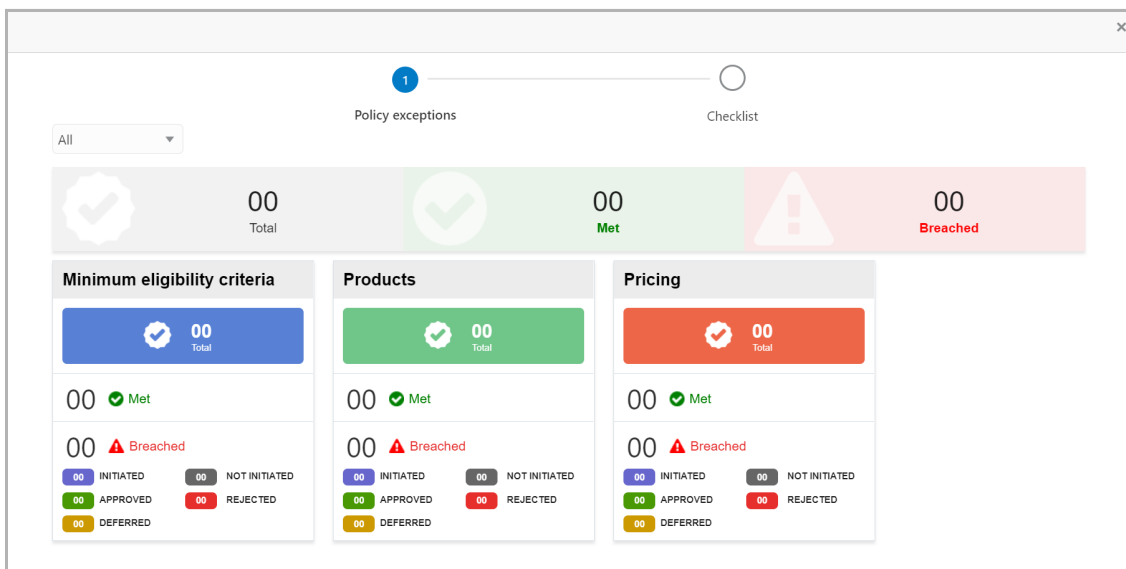 ×
1
Policy exceptions
Checklist
All
00
Total
00
Met
00
Breached
Minimum eligibility criteria
00
Total
00 Met
00 Breached
00 INITIATED 00 NOT INITIATED
00 APPROVED 00 REJECTED
00 DEFERRED
Products
00
Total
00 Met
00 Breached
00 INITIATED 00 NOT INITIATED
00 APPROVED 00 REJECTED
00 DEFERRED
Pricing
00
Total
00 Met
00 Breached
00 INITIATED 00 NOT INITIATED
00 APPROVED 00 REJECTED
00 DEFERRED